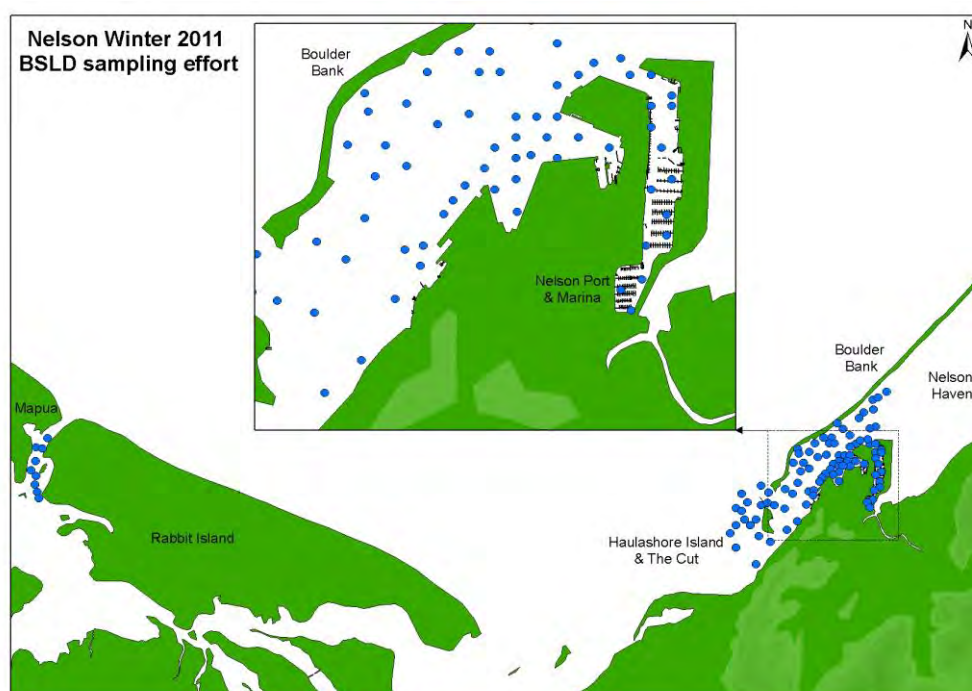 Nelson Winter 2011
BSLD sampling effort
Boulder
Bank
N
Nelson Port
& Marina
Boulder
Bank
Nelson
Haven
Mapua
Rabbit Island
Haulashore Island
& The Cut